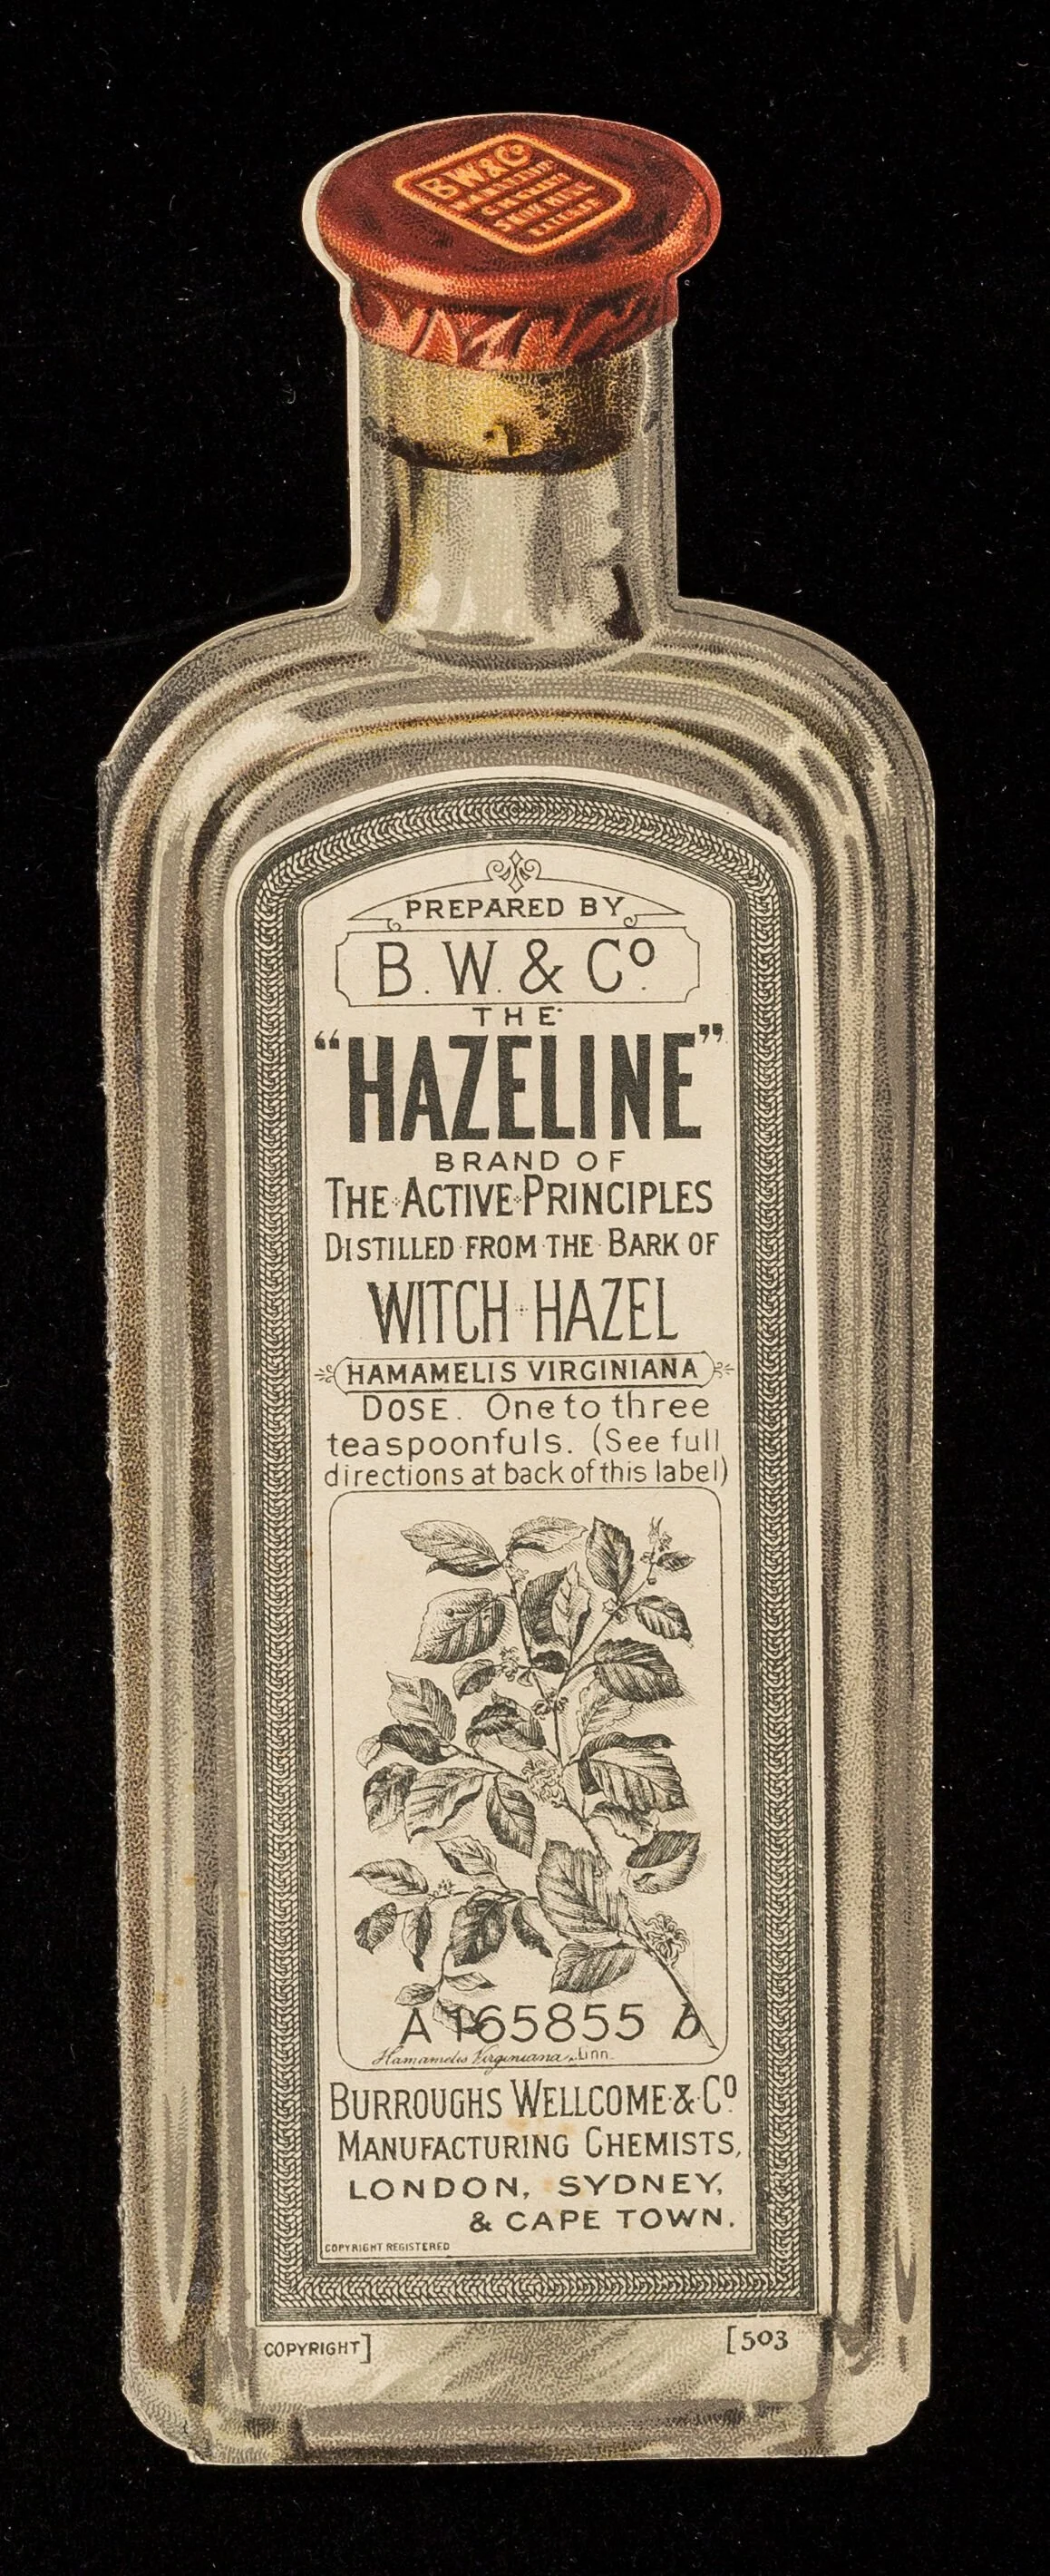 B W & Co
PREPARED BY
B. W. & Co.
THE
“HAZELINE”
BRAND OF
THE ACTIVE PRINCIPLES
DISTILLED FROM THE BARK OF
WITCH HAZEL
HAMAMELIS VIRGINIANA
DOSE. One to three
teaspoonfuls. (See full
directions at back of this label)
A 165855 b
Hamamelis Virginiana, Linn.
BURROUGHS WELLCOME & Co.
MANUFACTURING CHEMISTS,
LONDON, SYDNEY,
& CAPE TOWN.
COPYRIGHT REGISTERED
COPYRIGHT] [503